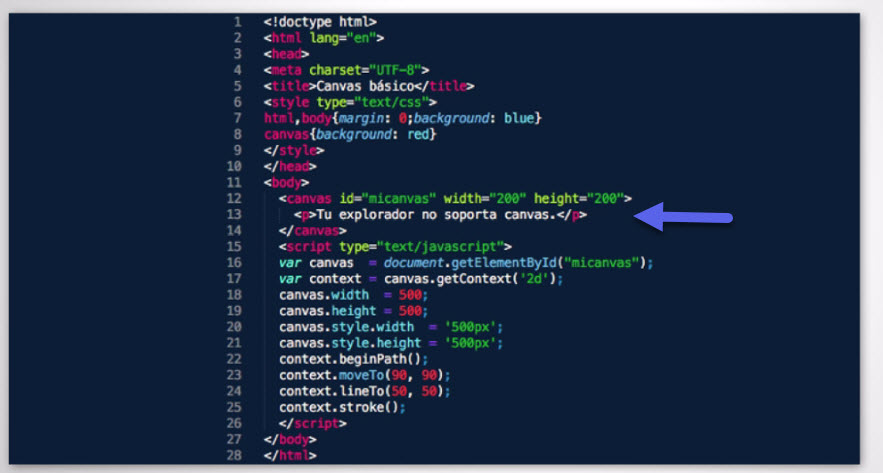 1 <!doctype html>
2 <html lang="en">
3 <head>
4 <meta charset="UTF-8">
5 <title>Canvas básico</title>
6 <style type="text/css">
7 html,body{margin: 0;background: blue}
8 canvas{background: red}
9 </style>
10 </head>
11 <body>
12 <canvas id="micanvas" width="200" height="200">
13 <p>Tu explorador no soporta canvas.</p>
14 </canvas>
15 <script type="text/javascript">
16 var canvas = document.getElementById("micanvas");
17 var context = canvas.getContext('2d');
18 canvas.width = 500;
19 canvas.height = 500;
20 canvas.style.width = '500px';
21 canvas.style.height = '500px';
22 context.beginPath();
23 context.moveTo(90, 90);
24 context.lineTo(50, 50);
25 context.stroke();
26 </script>
27 </body>
28 </html>